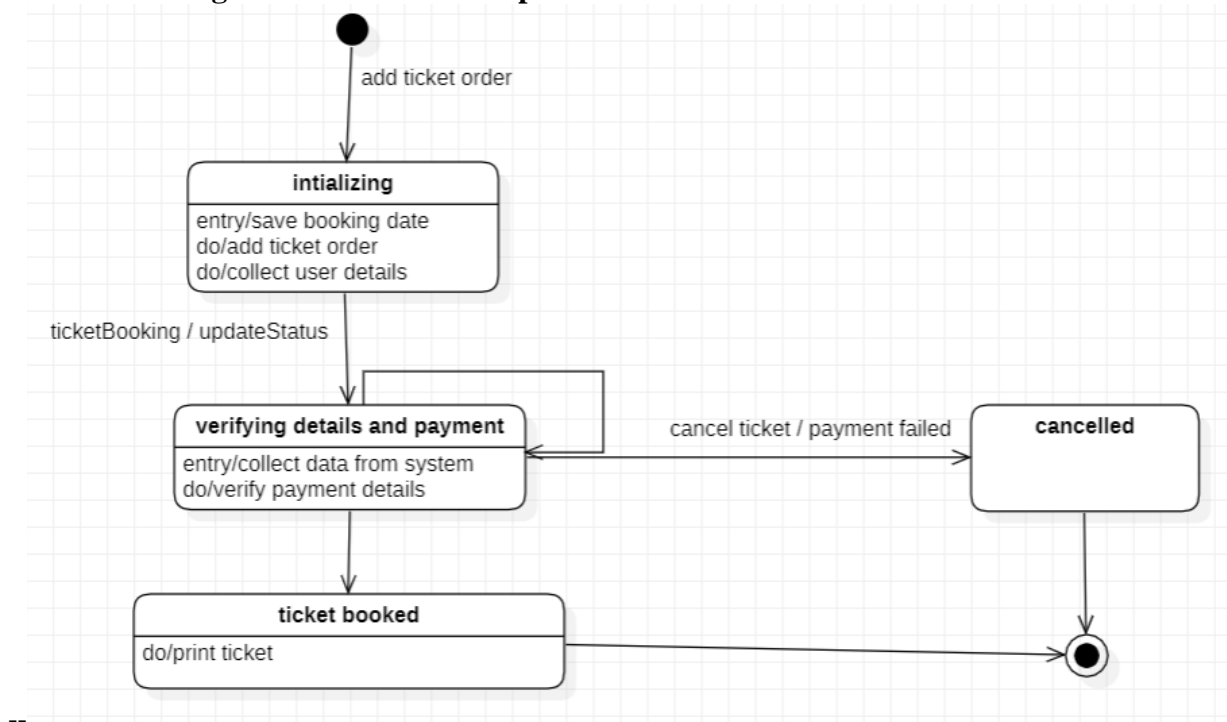 add ticket order
intializing
entry/save booking date
do/add ticket order
do/collect user details
ticketBooking / updateStatus
verifying details and payment
entry/collect data from system
do/verify payment details
cancel ticket / payment failed
cancelled
ticket booked
do/print ticket